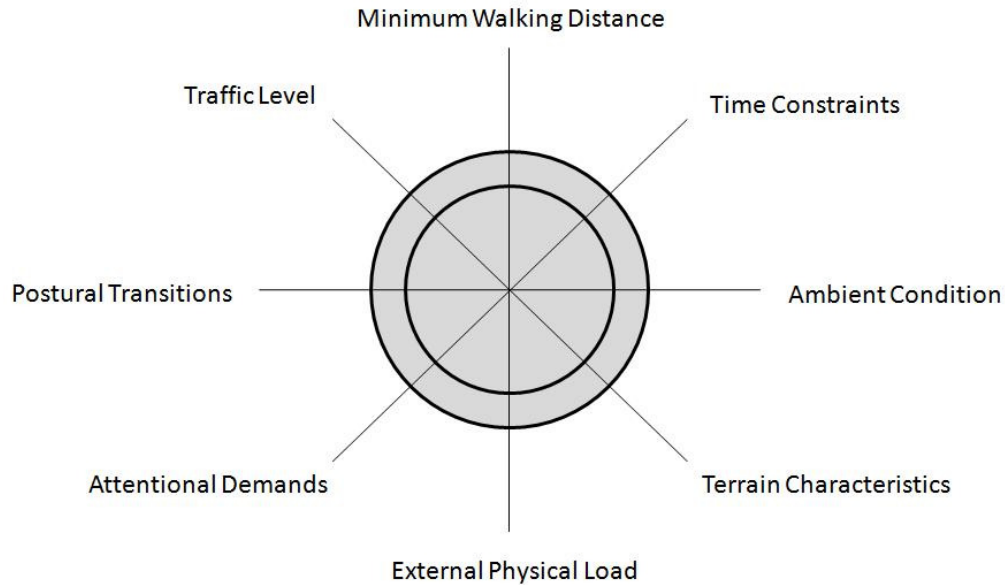 Minimum Walking Distance
Traffic Level
Time Constraints
Postural Transitions
Ambient Condition
Attentional Demands
Terrain Characteristics
External Physical Load